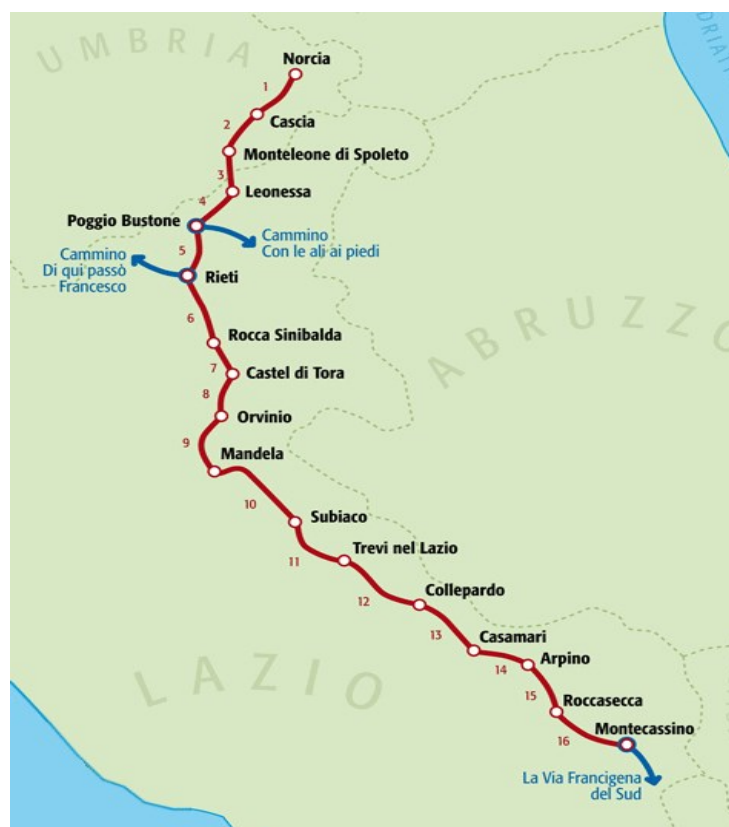 UMBRIA
ADRIATI
Norcia
1
Cascia
2
Monteleone di Spoleto
3
Leonessa
4
Poggio Bustone
Cammino
Con le ali ai piedi
Cammino
Di qui passò
Francesco
5
Rieti
6
Rocca Sinibalda
ABRUZZO
7
Castel di Tora
8
Orvinio
9
Mandela
10
Subiaco
11
Trevi nel Lazio
12
Collepardo
13
Casamari
LAZIO
14
Arpino
15
Roccasecca
Montecassino
16
La Via Francigena
del Sud